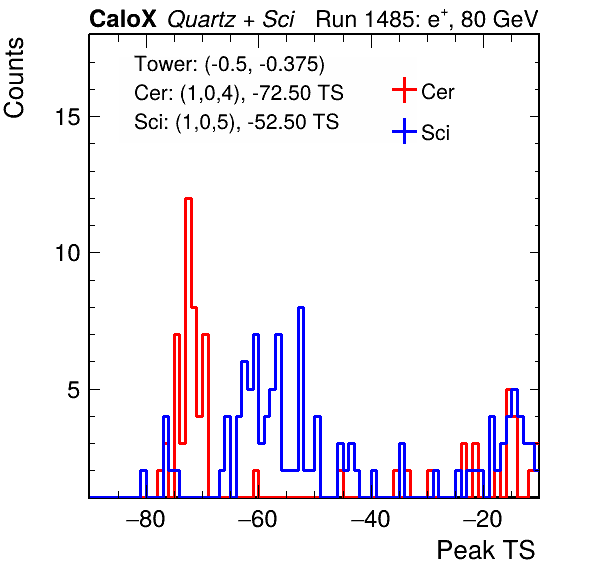 CaloX Quartz + Sci Run 1485: e⁺, 80 GeV
Counts
Tower: (-0.5, -0.375)
Cer: (1,0,4), -72.50 TS
Sci: (1,0,5), -52.50 TS
Cer
Sci
15
10
5
−80 −60 −40 −20
Peak TS